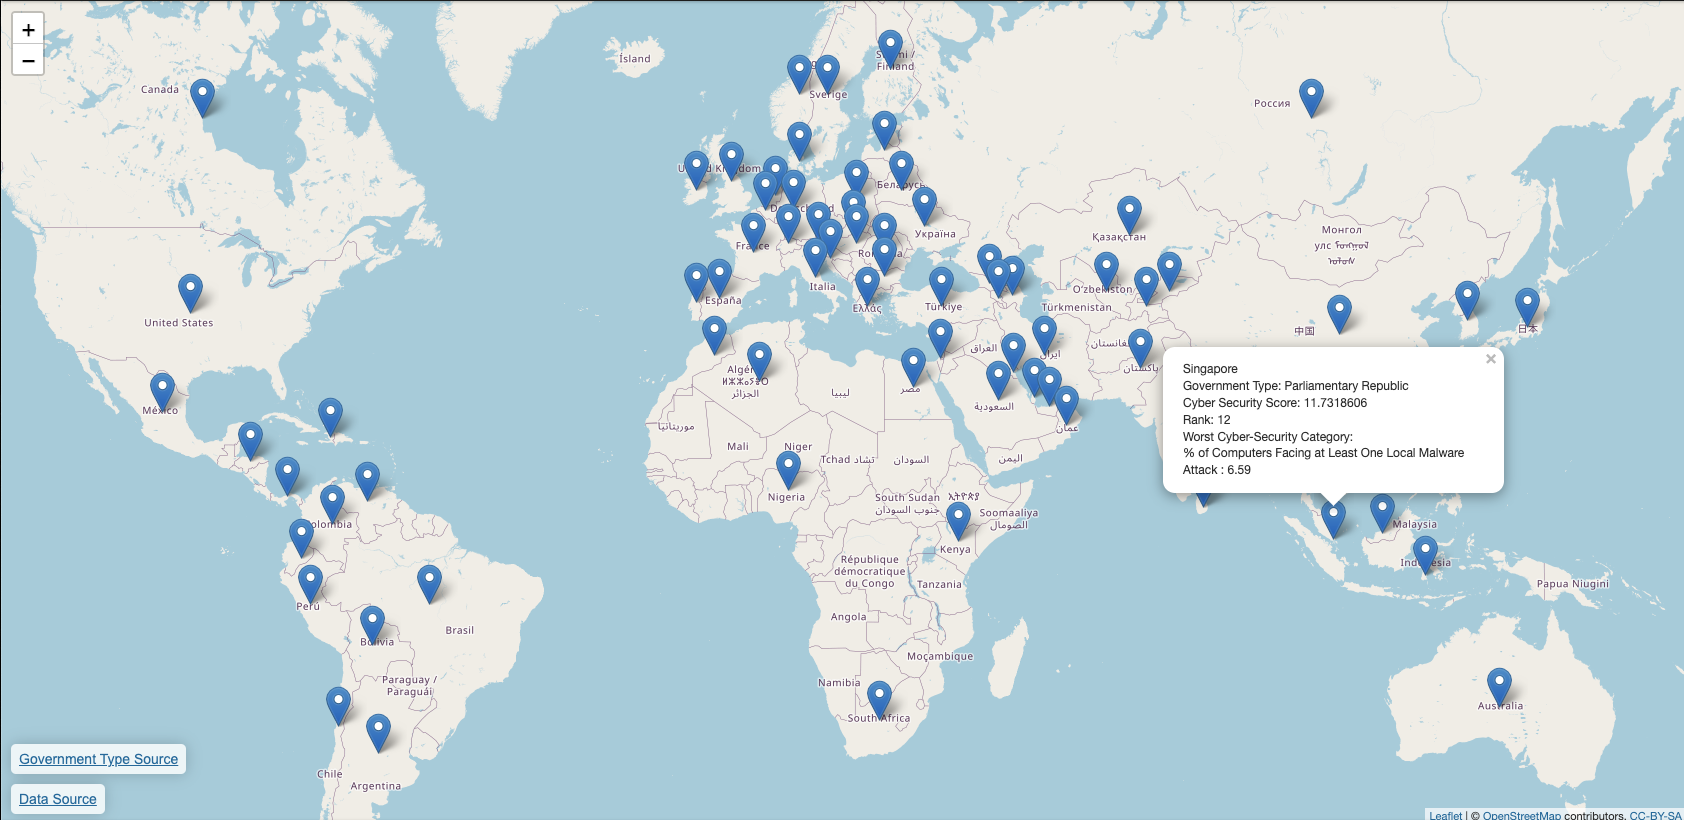 +
−
Canada
Ísland
Finland
Sverige
Россия
United Kingdom
Беларусь
Україна
France
Қазақстан
Монгол
улс
Italia
España
Türkiye
Ελλάς
O'zbekiston
Türkmenistan
United States
中国
日本
العراق
ایران
افغانستان
پاکستان
México
Algérie
ⵍⵣⵣⴰⵢⴻⵔ
الجزائر
ليبيا
مصر
السعودية
عمان
موريتانيا
Mali
Niger
Tchad تشاد
السودان
اليمن
Nigeria
South Sudan
جنوب السودان
Soomaaliya
الصومال
Kenya
Colombia
République
démocratique
du Congo
Tanzania
Malaysia
Indonesia
Papua Niugini
Perú
Angola
Brasil
Bolivia
Moçambique
Paraguay /
Paraguái
Namibia
South Africa
Australia
Chile
Argentina
Singapore
Government Type: Parliamentary Republic
Cyber Security Score: 11.7318606
Rank: 12
Worst Cyber-Security Category:
% of Computers Facing at Least One Local Malware
Attack : 6.59
×
Government Type Source
Data Source
Leaflet | © OpenStreetMap contributors, CC-BY-SA